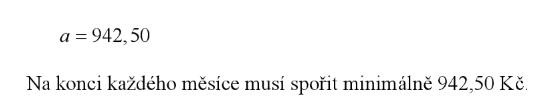 a = 942,50
Na konci každého měsíce musí spořit minimálně 942,50 Kč.